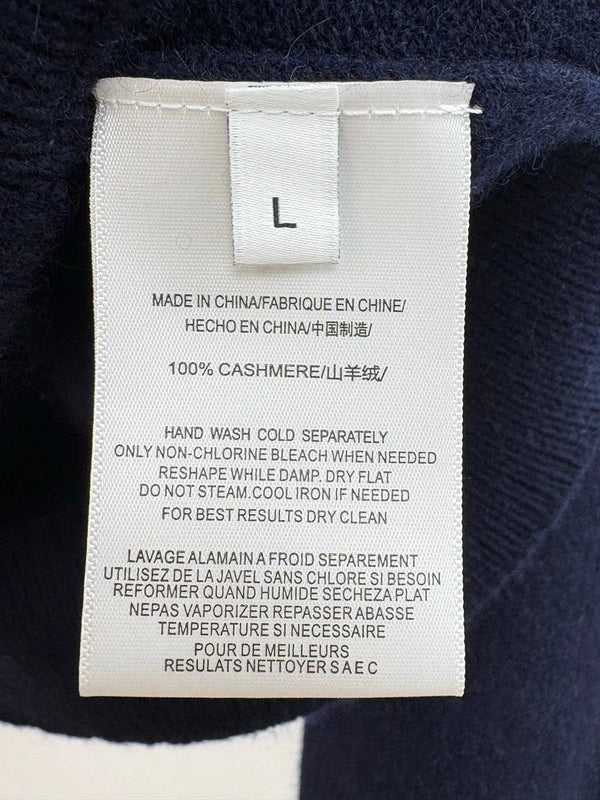 L
MADE IN CHINA/FABRIQUE EN CHINE/
HECHO EN CHINA/中国制造/
100% CASHMERE/山羊绒/
HAND WASH COLD SEPARATELY
ONLY NON-CHLORINE BLEACH WHEN NEEDED
RESHAPE WHILE DAMP. DRY FLAT
DO NOT STEAM.COOL IRON IF NEEDED
FOR BEST RESULTS DRY CLEAN
LAVAGE ALAMAIN A FROID SEPAREMENT
UTILISEZ DE LA JAVEL SANS CHLORE SI BESOIN
REFORMER QUAND HUMIDE SECHEZA PLAT
NEPAS VAPORIZER REPASSER ABASSE
TEMPERATURE SI NECESSAIRE
POUR DE MEILLEURS
RESULATS NETTOYER S A E C